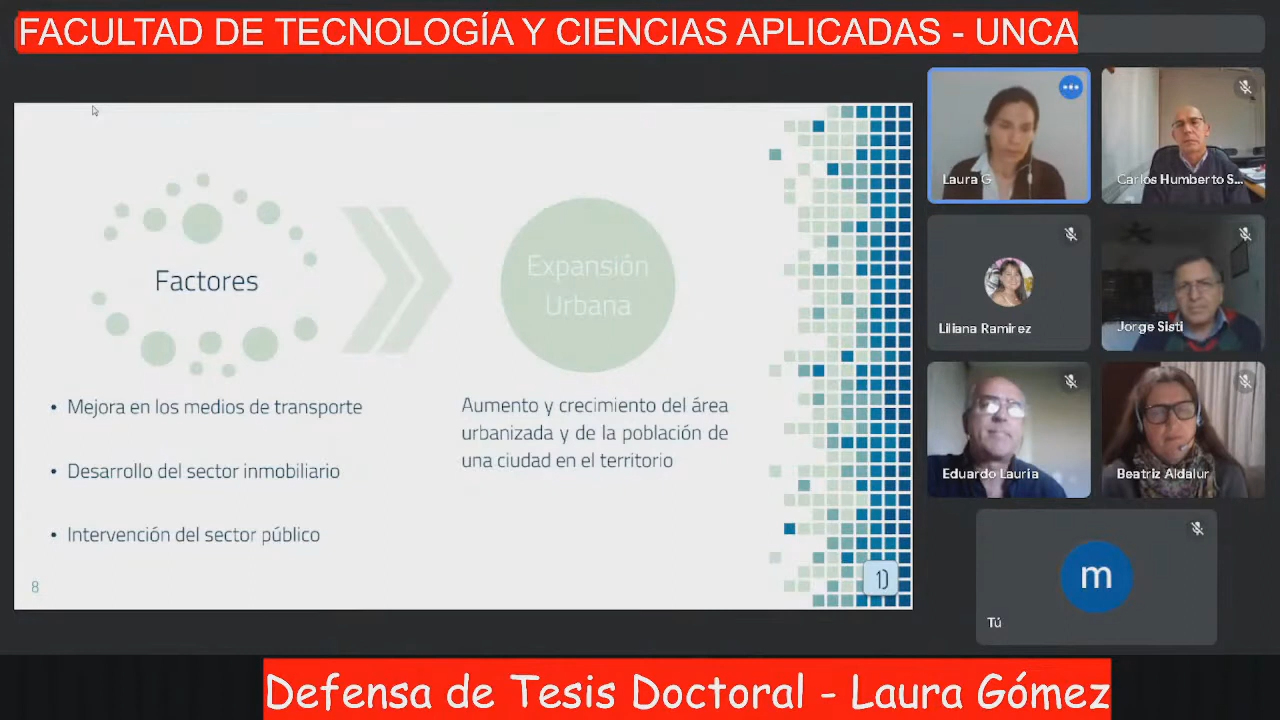 FACULTAD DE TECNOLOGÍA Y CIENCIAS APLICADAS - UNCA
Factores
Expansión
Urbana
• Mejora en los medios de transporte
• Desarrollo del sector inmobiliario
• Intervención del sector público
Aumento y crecimiento del área
urbanizada y de la población de
una ciudad en el territorio
8
1)
Laura G
Carlos Humberto S...
Liliana Ramirez
Jorge Sisti
Eduardo Lauría
Beatriz Aldalur
m
Tú
Defensa de Tesis Doctoral - Laura Gómez